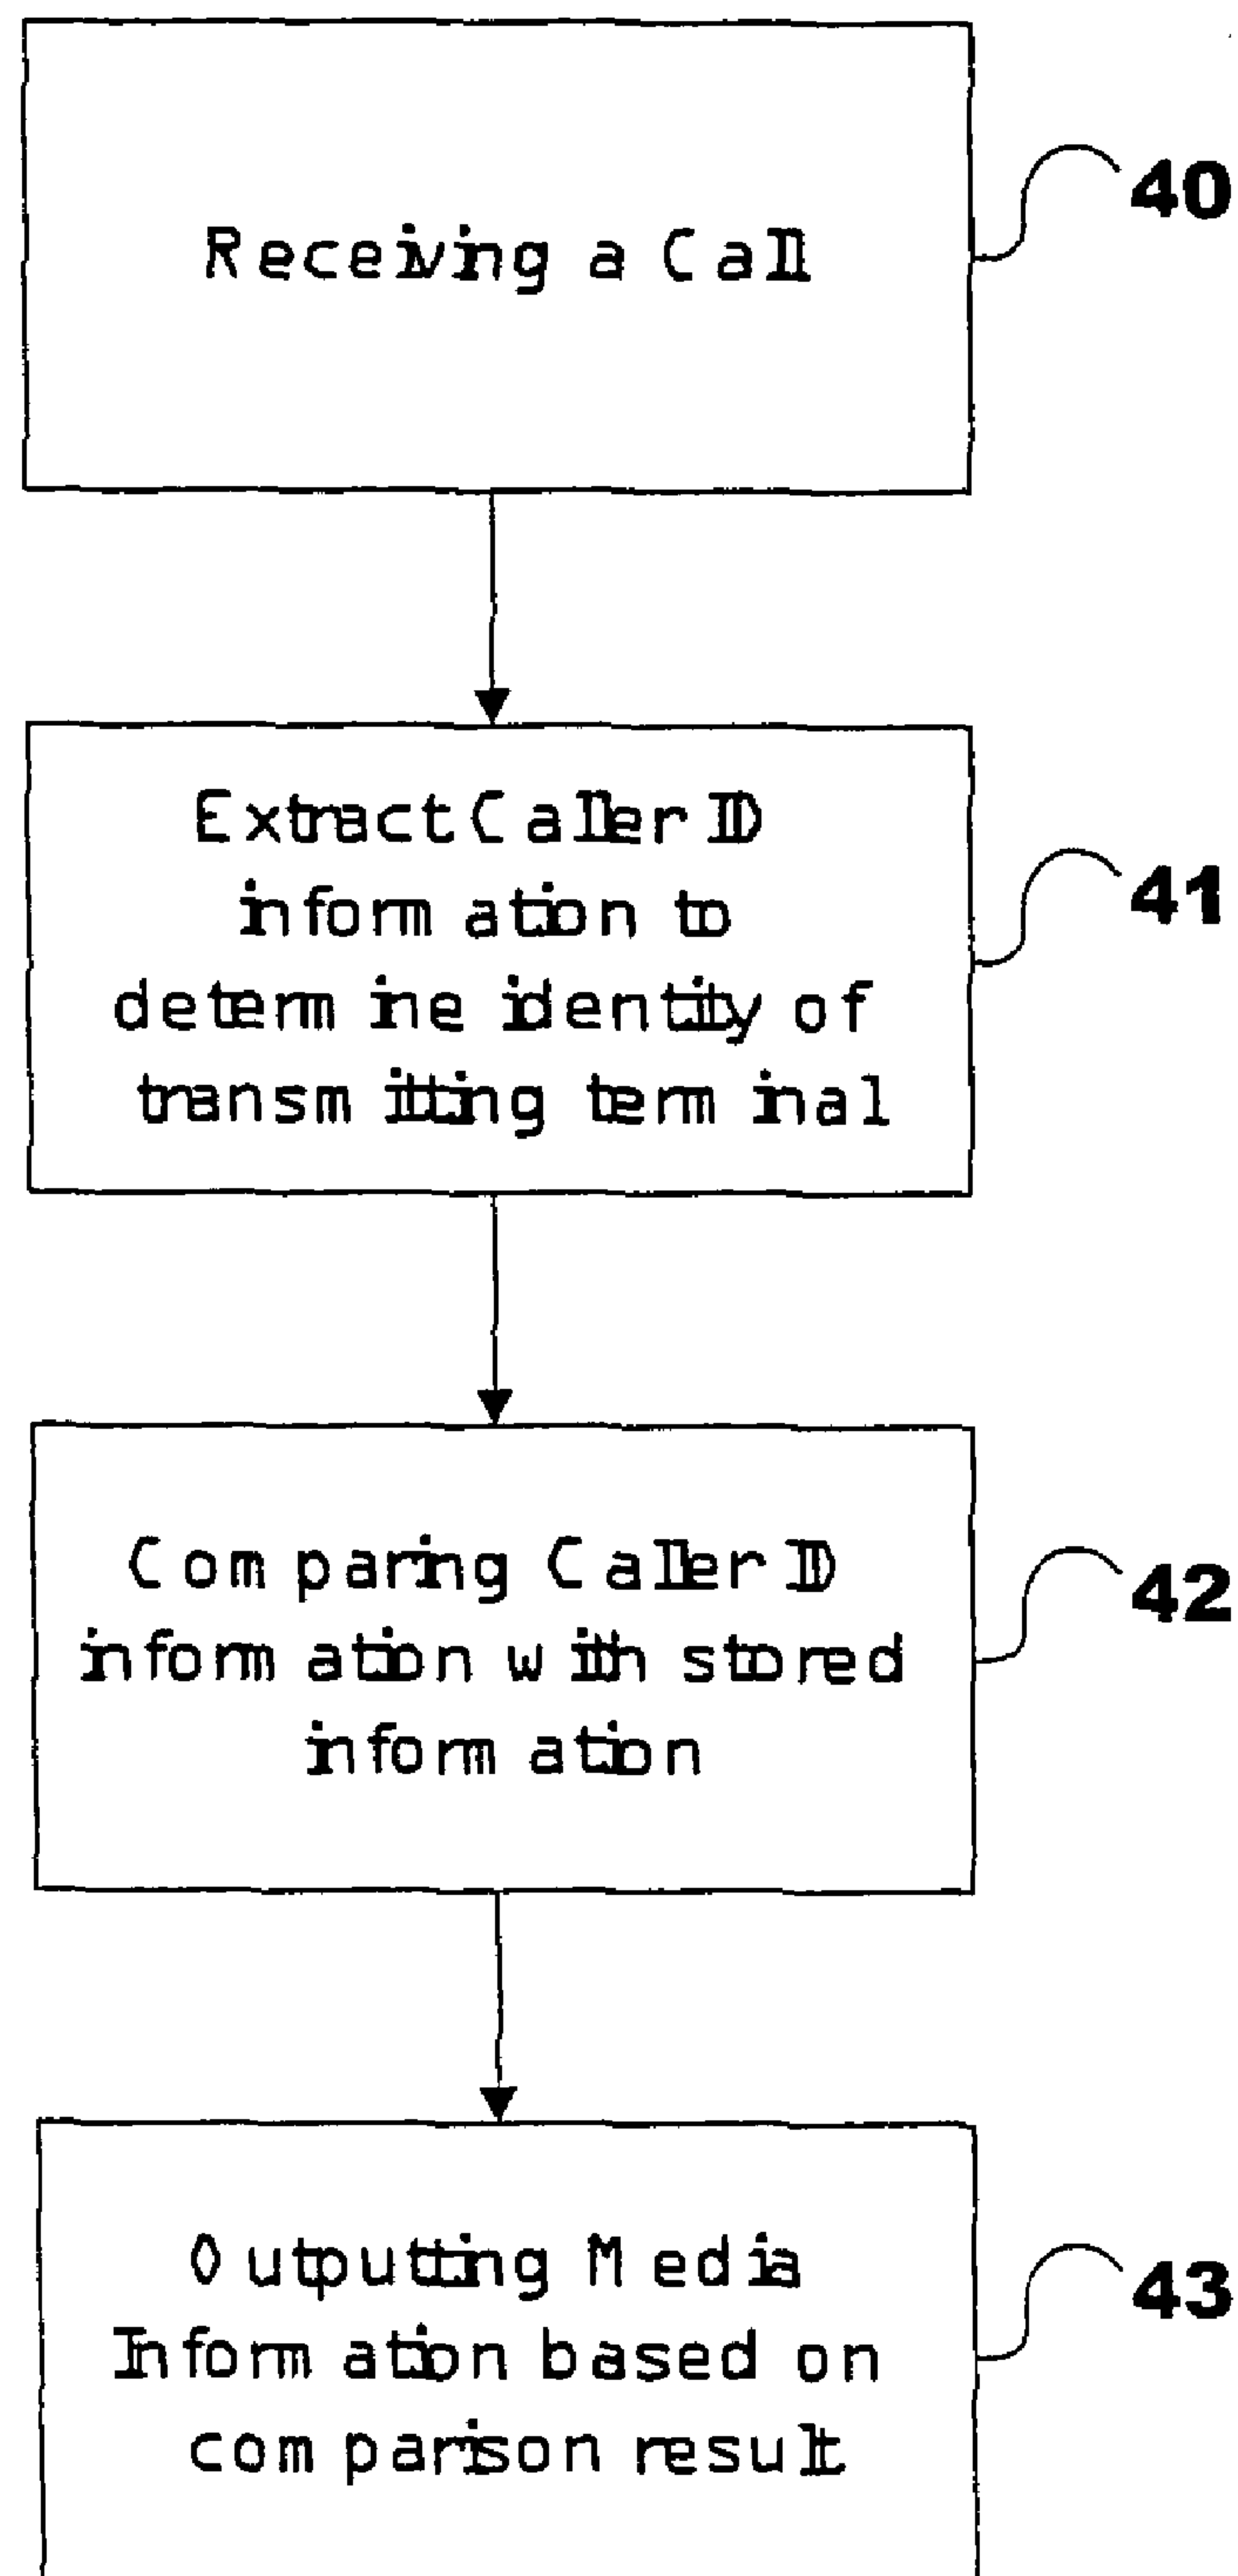 Receiving a Call
40
Extract Caller ID
information to
determine identity of
transmitting terminal
41
Comparing Caller ID
information with stored
information
42
Outputting Media
Information based on
comparison result
43